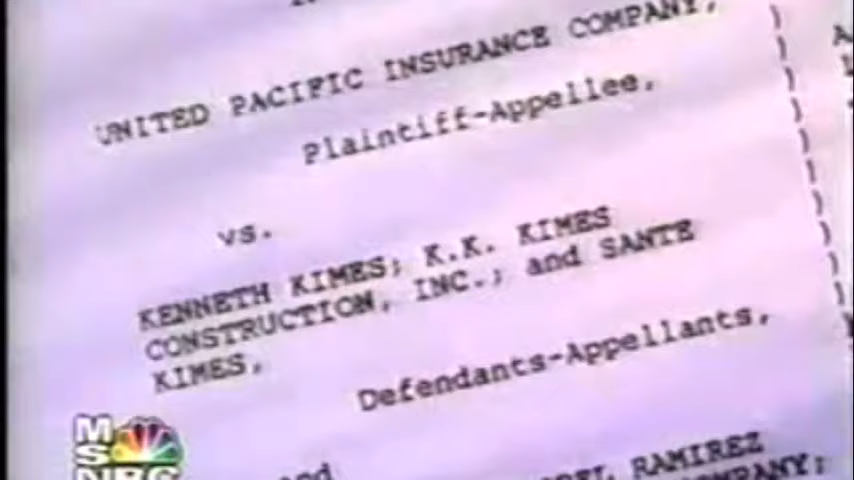 UNITED PACIFIC INSURANCE COMPANY,
Plaintiff-Appellee,
vs.
KENNETH KIMES; K.K. KIMES
CONSTRUCTION, INC.; and SANTE
KIMES,
Defendants-Appellants,
and
RAMIREZ
COMPANY;
MSNBC